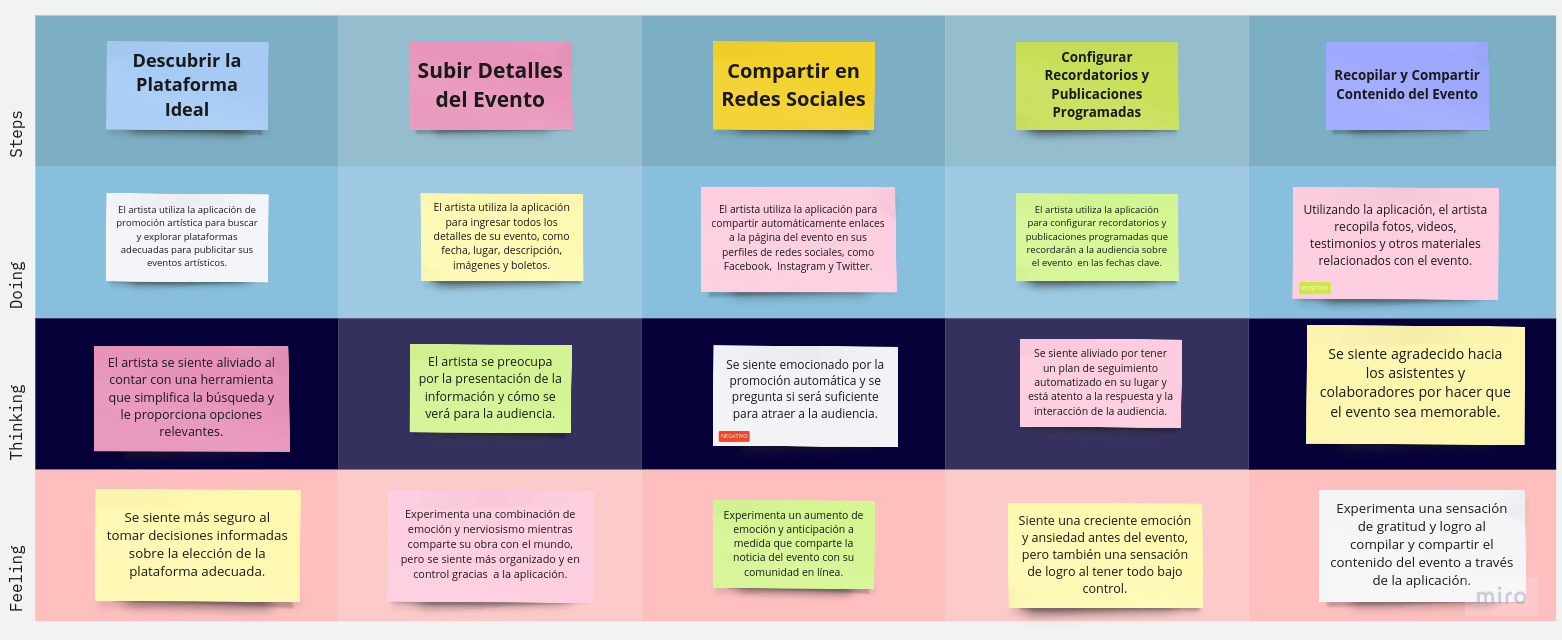 Steps
Descubrir la
Plataforma
Ideal
Subir Detalles
del Evento
Compartir en
Redes Sociales
Configurar
Recordatorios y
Publicaciones
Programadas
Recopilar y Compartir
Contenido del Evento
Doing
El artista utiliza la aplicación de
promoción artística para buscar
y explorar plataformas
adecuadas para publicitar sus
eventos artísticos.
El artista utiliza la aplicación
para ingresar todos los
detalles de su evento, como
fecha, lugar, descripción,
imágenes y boletos.
El artista utiliza la aplicación para
compartir automáticamente enlaces
a la página del evento en sus
perfiles de redes sociales, como
Facebook, Instagram y Twitter.
El artista utiliza la aplicación
para configurar recordatorios y
publicaciones programadas que
recordarán a la audiencia sobre
el evento en las fechas clave.
Utilizando la aplicación, el artista
recopila fotos, videos,
testimonios y otros materiales
relacionados con el evento.
POSITIVO
Thinking
El artista se siente aliviado al
contar con una herramienta
que simplifica la búsqueda y
le proporciona opciones
relevantes.
El artista se preocupa
por la presentación de la
información y cómo se
verá para la audiencia.
Se siente emocionado por la
promoción automática y se
pregunta si será suficiente
para atraer a la audiencia.
NEGATIVO
Se siente aliviado por tener
un plan de seguimiento
automatizado en su lugar y
está atento a la respuesta y la
interacción de la audiencia.
Se siente agradecido hacia
los asistentes y
colaboradores por hacer que
el evento sea memorable.
Feeling
Se siente más seguro al
tomar decisiones informadas
sobre la elección de la
plataforma adecuada.
Experimenta una combinación de
emoción y nerviosismo mientras
comparte su obra con el mundo,
pero se siente más organizado y en
control gracias a la aplicación.
Experimenta un aumento de
emoción y anticipación a
medida que comparte la
noticia del evento con su
comunidad en línea.
Siente una creciente emoción
y ansiedad antes del evento,
pero también una sensación
de logro al tener todo bajo
control.
Experimenta una sensación
de gratitud y logro al
compilar y compartir el
contenido del evento a través
de la aplicación.
miro